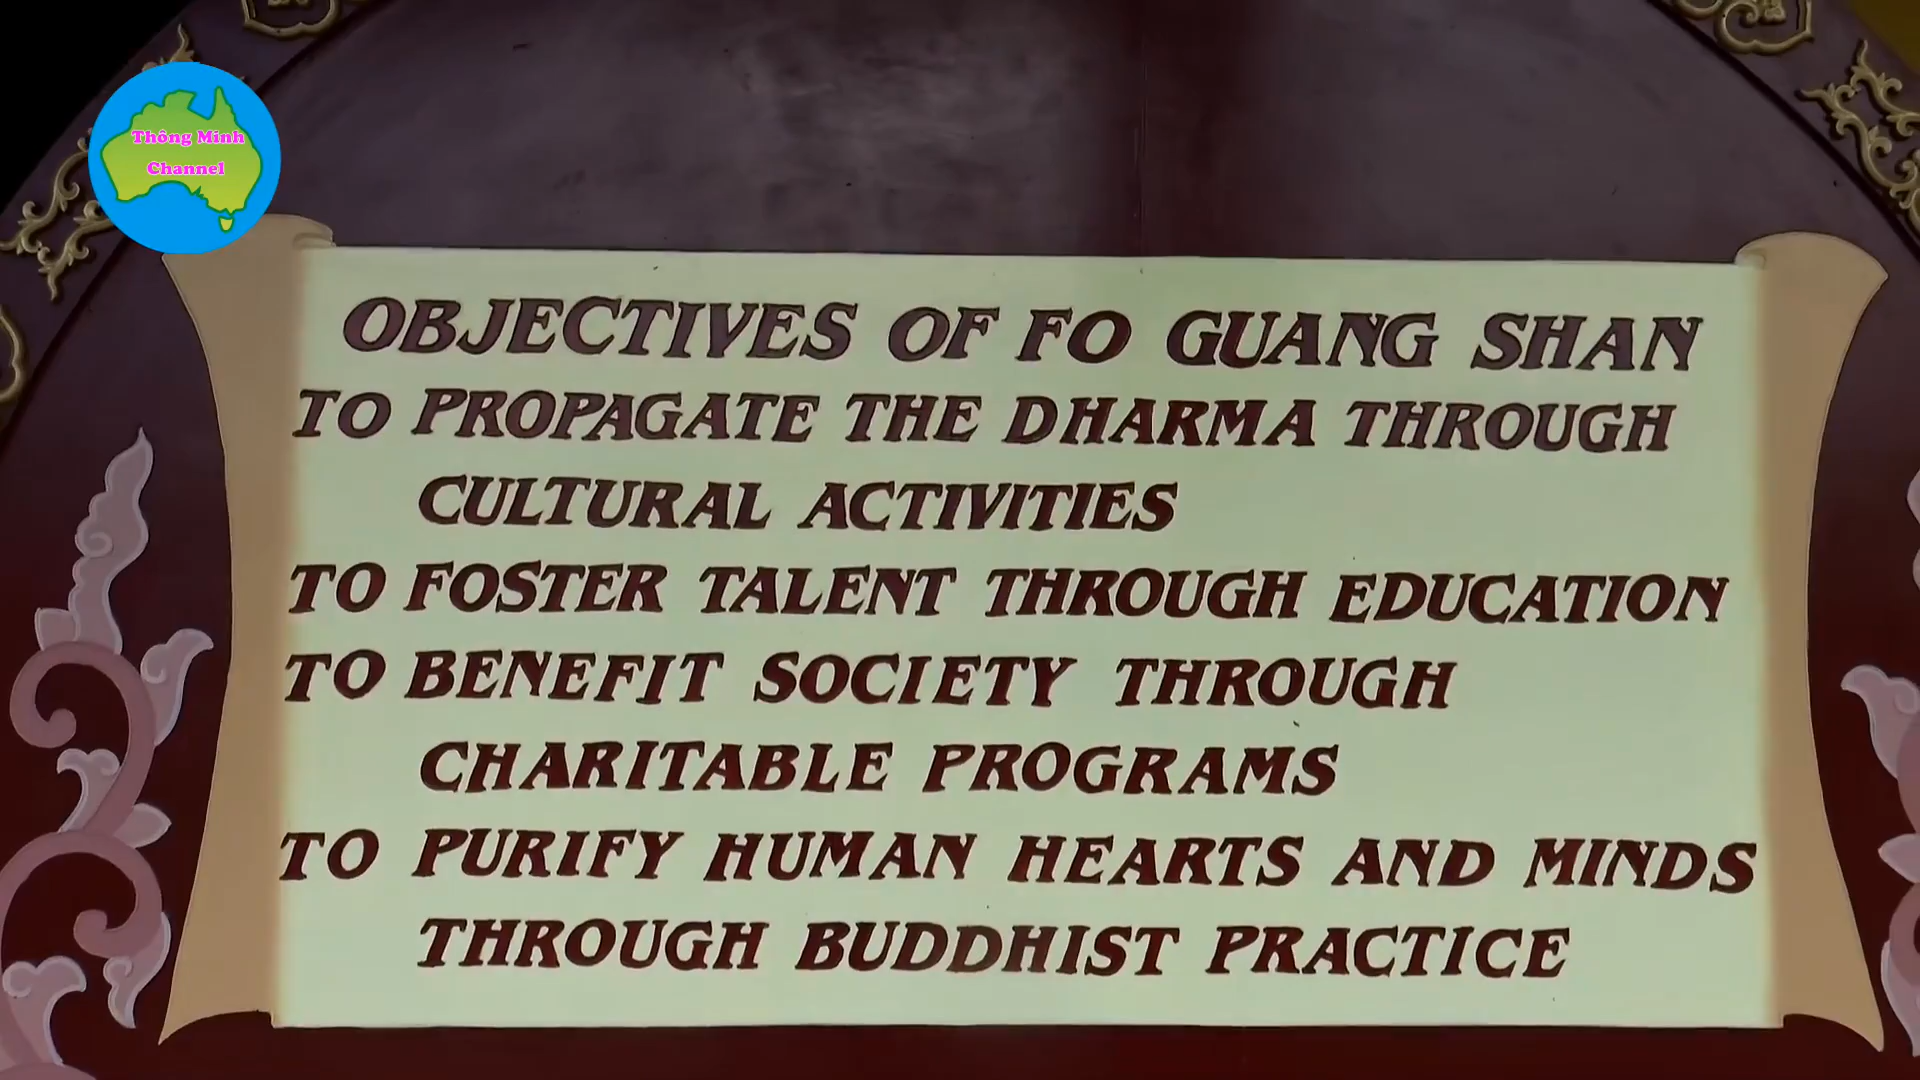 Thông Minh
Channel
OBJECTIVES OF FO GUANG SHAN
TO PROPAGATE THE DHARMA THROUGH
CULTURAL ACTIVITIES
TO FOSTER TALENT THROUGH EDUCATION
TO BENEFIT SOCIETY THROUGH
CHARITABLE PROGRAMS
TO PURIFY HUMAN HEARTS AND MINDS
THROUGH BUDDHIST PRACTICE